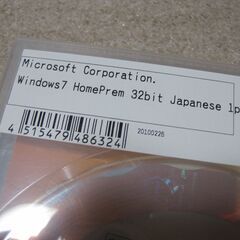 Microsoft Corporation.
Windows7 HomePrem 32bit Japanese 1p
4 515479 486324
20100226